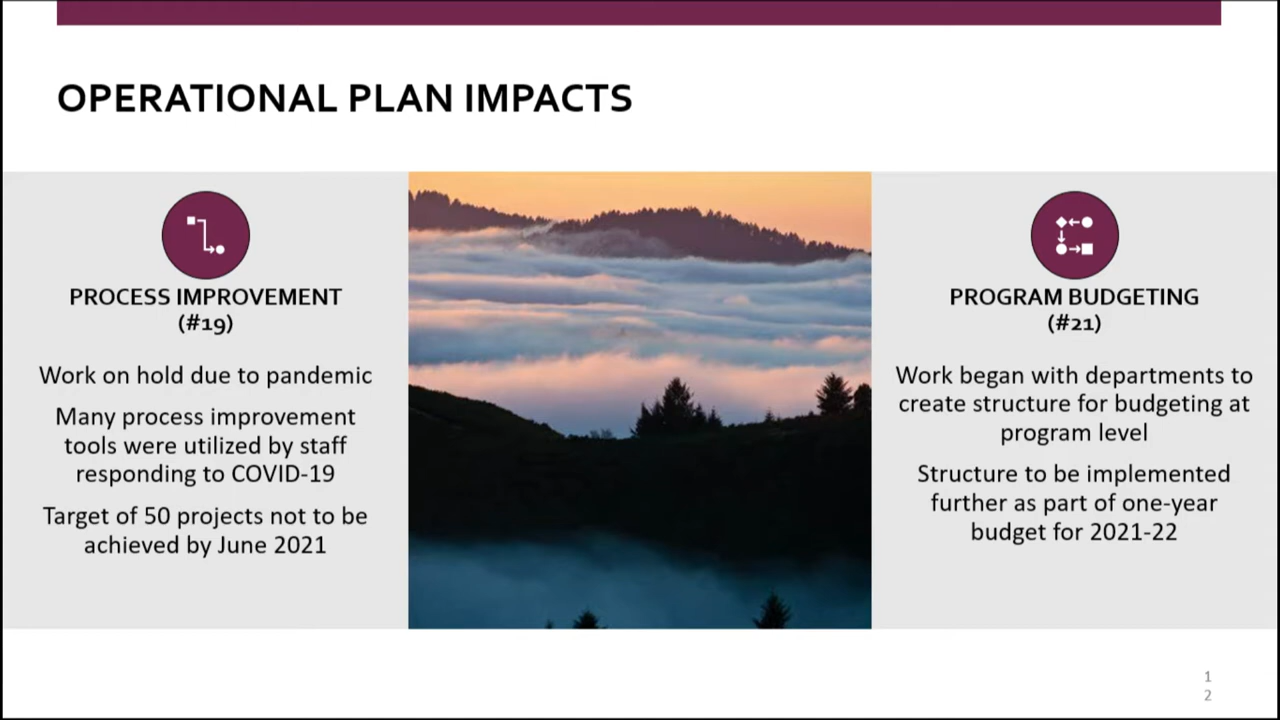 OPERATIONAL PLAN IMPACTS
PROCESS IMPROVEMENT
(#19)
Work on hold due to pandemic
Many process improvement
tools were utilized by staff
responding to COVID-19
Target of 50 projects not to be
achieved by June 2021
PROGRAM BUDGETING
(#21)
Work began with departments to
create structure for budgeting at
program level
Structure to be implemented
further as part of one-year
budget for 2021-22
1
2